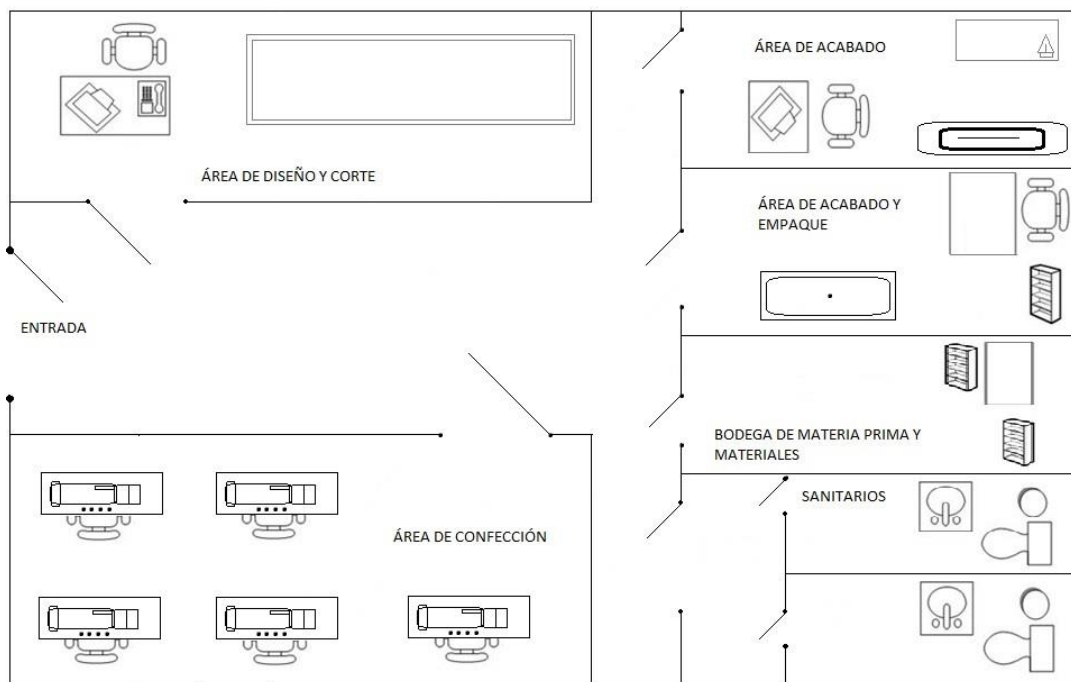 ÁREA DE ACABADO
ÁREA DE DISEÑO Y CORTE
ÁREA DE ACABADO Y
EMPAQUE
ENTRADA
BODEGA DE MATERIA PRIMA Y
MATERIALES
SANITARIOS
ÁREA DE CONFECCIÓN